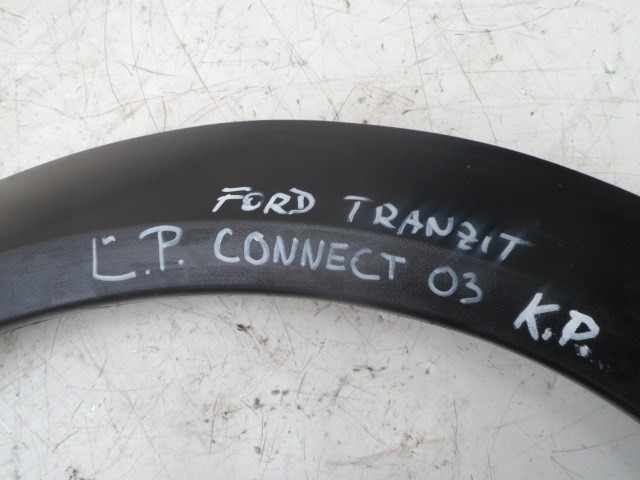 FORD TRANZIT
L.P. CONNECT 03
K.P.